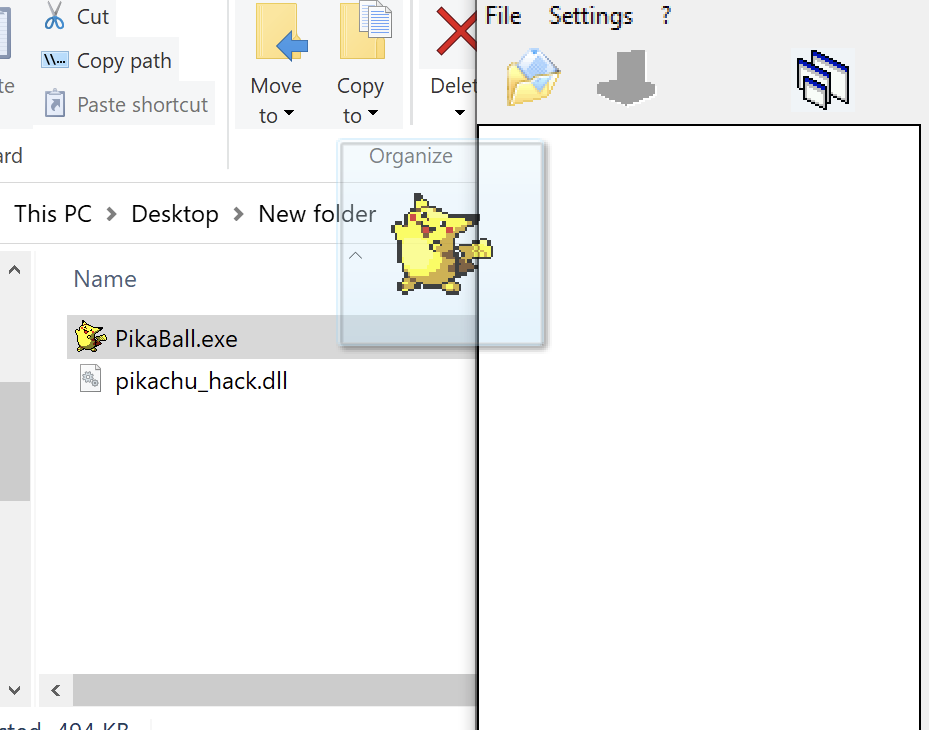 File Settings ?
Cut
Copy path
te
Paste shortcut
Move
to
Copy
to
Delet
ard
Organize
This PC > Desktop > New folder
Name
PikaBall.exe
pikachu_hack.dll
cted 494 KB